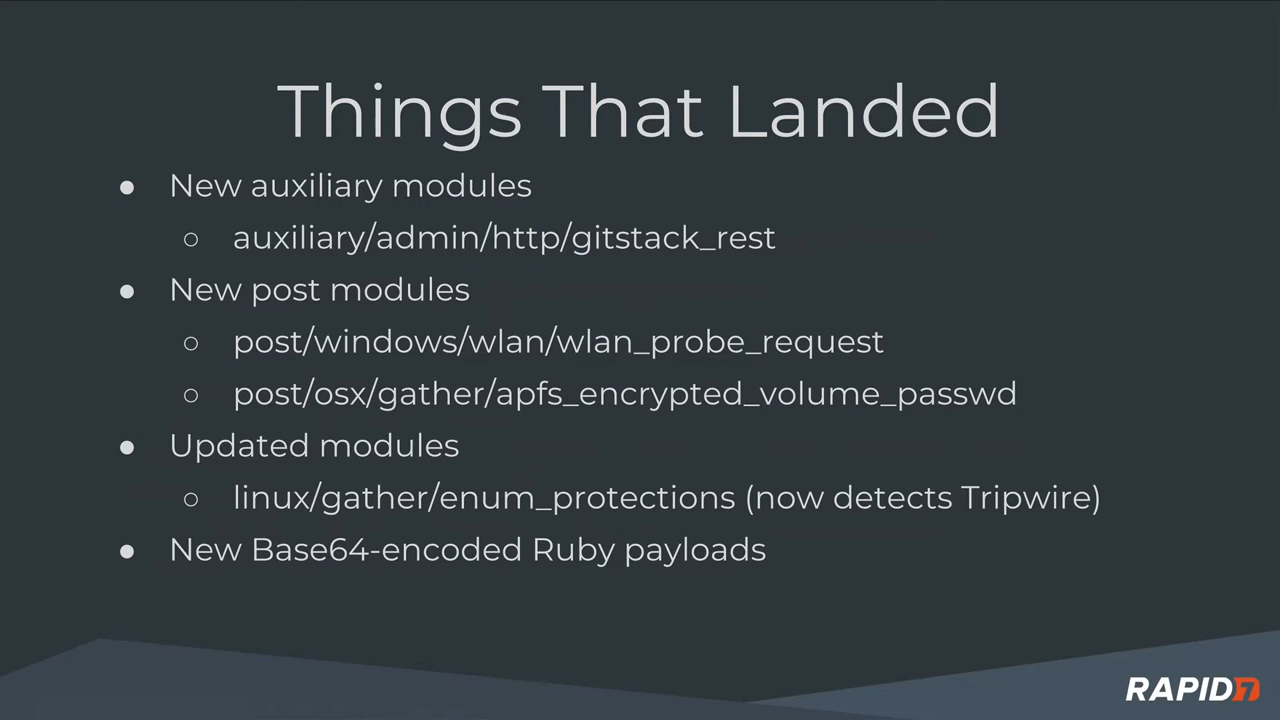 Things That Landed
● New auxiliary modules
○ auxiliary/admin/http/gitstack_rest
● New post modules
○ post/windows/wlan/wlan_probe_request
○ post/osx/gather/apfs_encrypted_volume_passwd
● Updated modules
○ linux/gather/enum_protections (now detects Tripwire)
● New Base64-encoded Ruby payloads
RAPID7